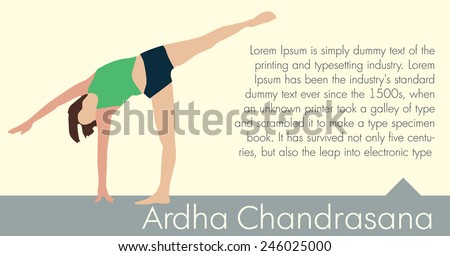 Lorem Ipsum is simply dummy text of the
printing and typesetting industry. Lorem
Ipsum has been the industry's standard
dummy text ever since the 1500s, when
an unknown printer took a galley of type
and scrambled it to make a type specimen
book. It has survived not only five centu-
ries, but also the leap into electronic type
Ardha Chandrasana
shutterstock
www.shutterstock.com · 246025000